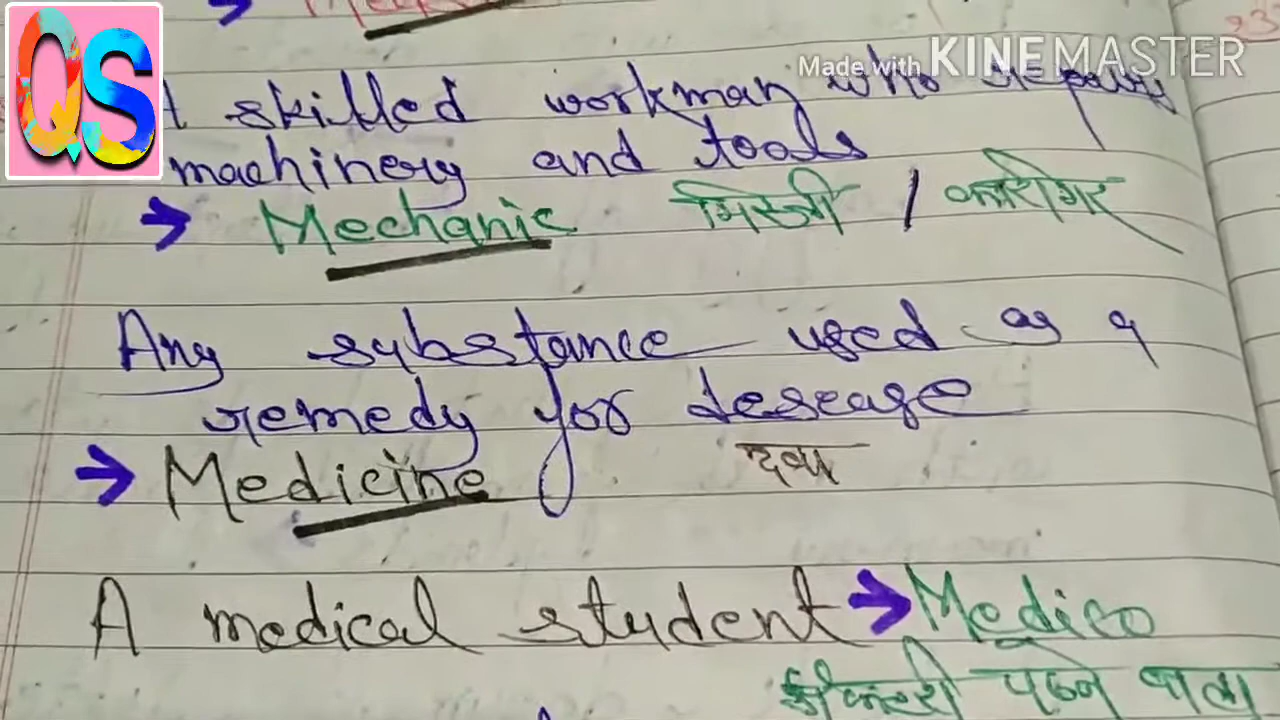 QS
Made with KINEMASTER
A skilled workman who repairs
machinery and tools
→ Mechanic मिस्त्री / कारीगर
Any substance used as a
remedy for desease
→ Medicine दवा
A medical student → Medico
डॉक्टरी पढने वाला